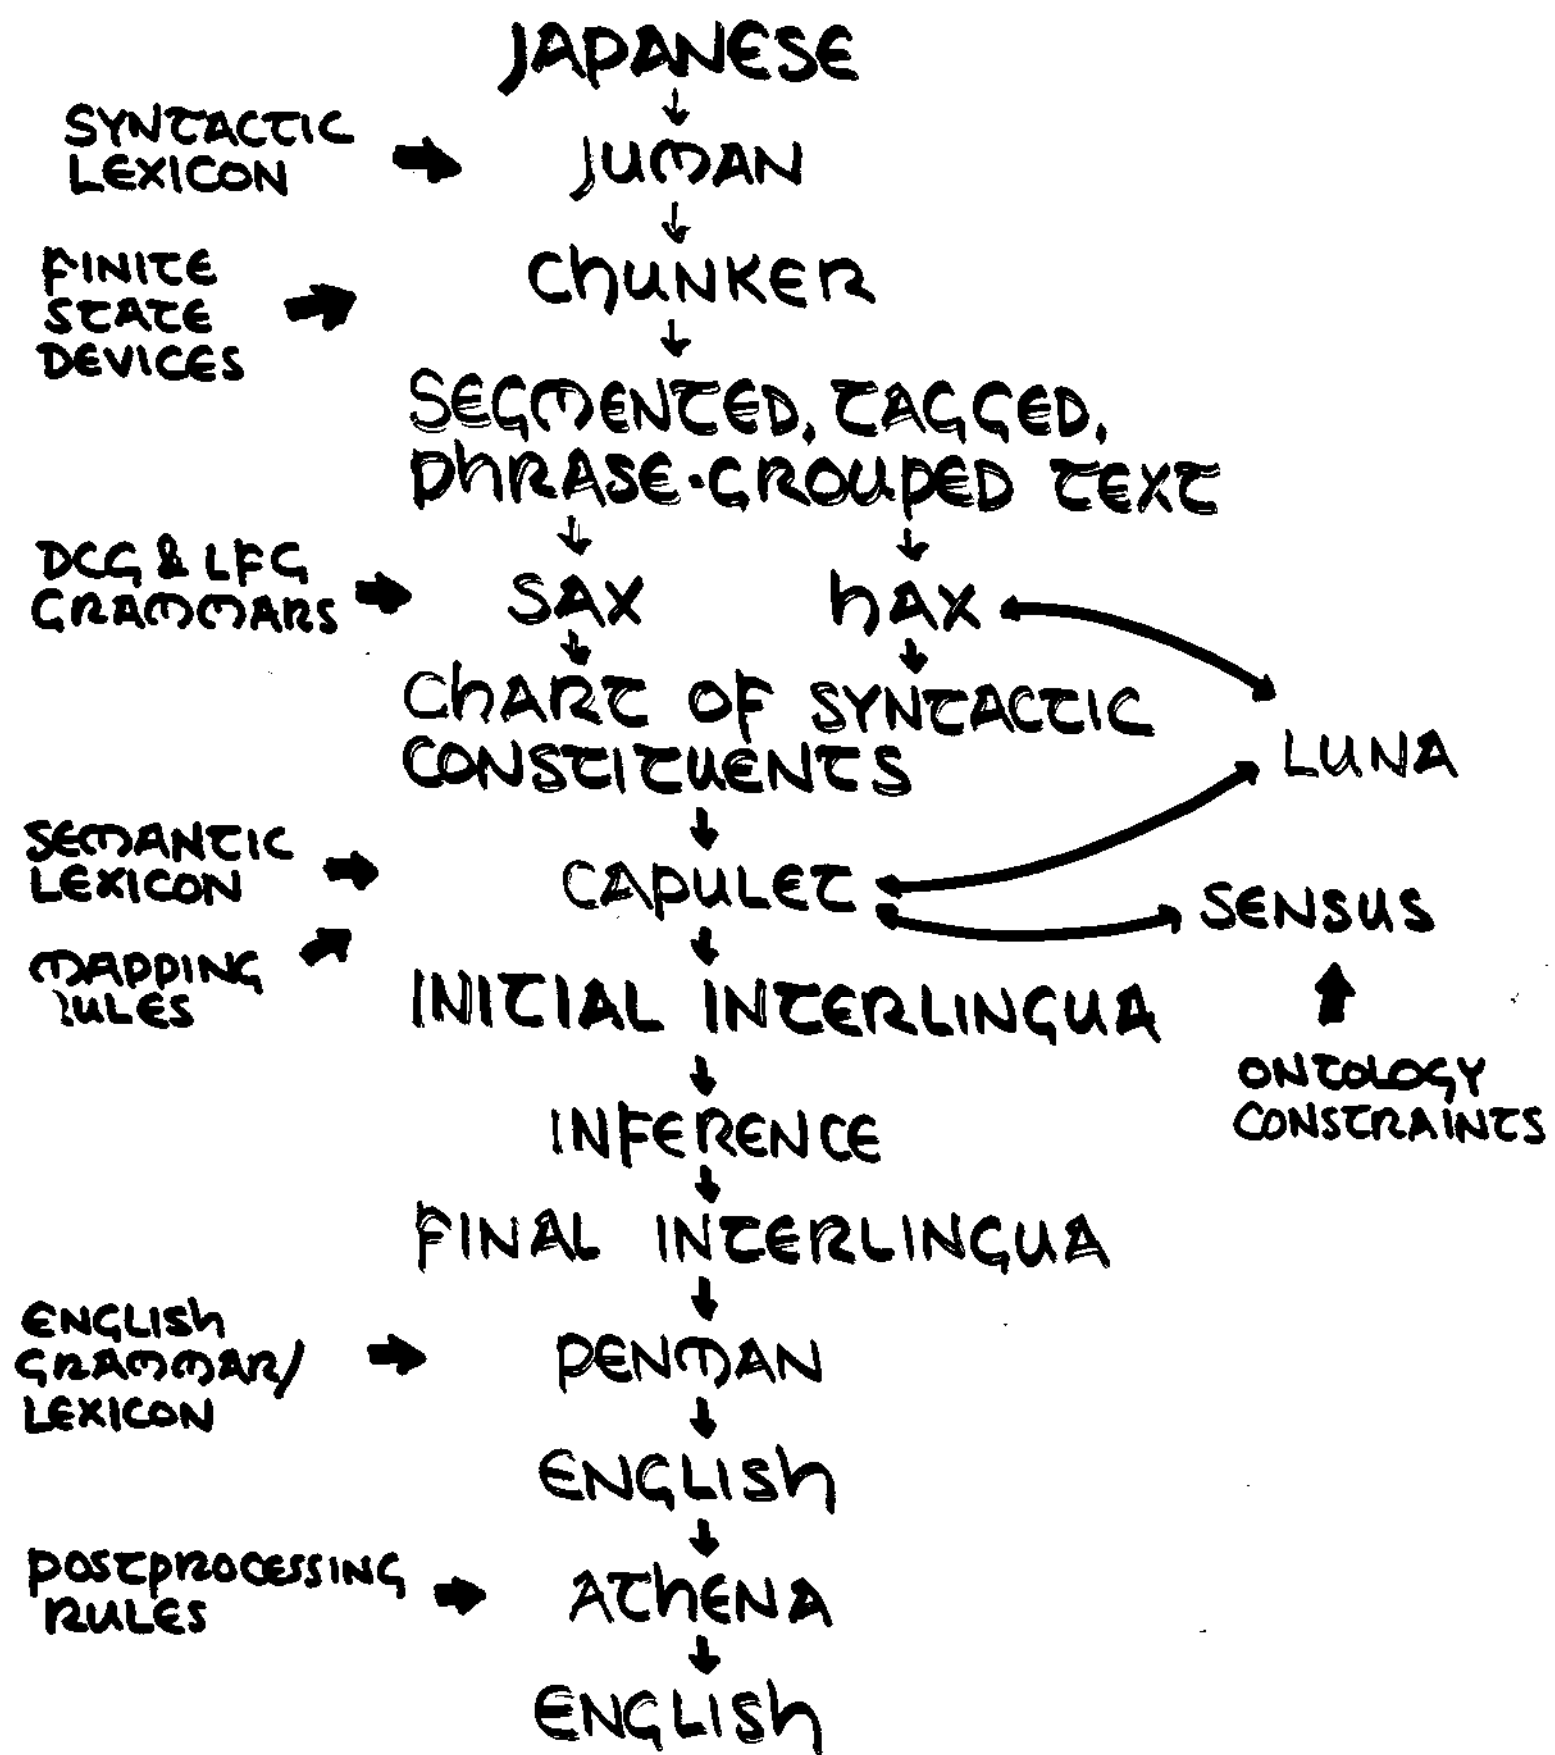 JAPANESE
SYNTACTIC
LEXICON
JUMAN
FINITE
STATE
DEVICES
CHUNKER
SEGMENTED, TAGGED,
PHRASE-GROUPED TEXT
DCG & LFG
GRAMMARS
SAX
HAX
CHART OF SYNTACTIC
CONSTITUENTS
LUNA
SEMANTIC
LEXICON
CAPULET
SENSUS
MAPPING
RULES
INITIAL INTERLINGUA
ONTOLOGY
CONSTRAINTS
INFERENCE
FINAL INTERLINGUA
ENGLISH
GRAMMAR/
LEXICON
PENMAN
ENGLISH
POSTPROCESSING
RULES
ATHENA
ENGLISH